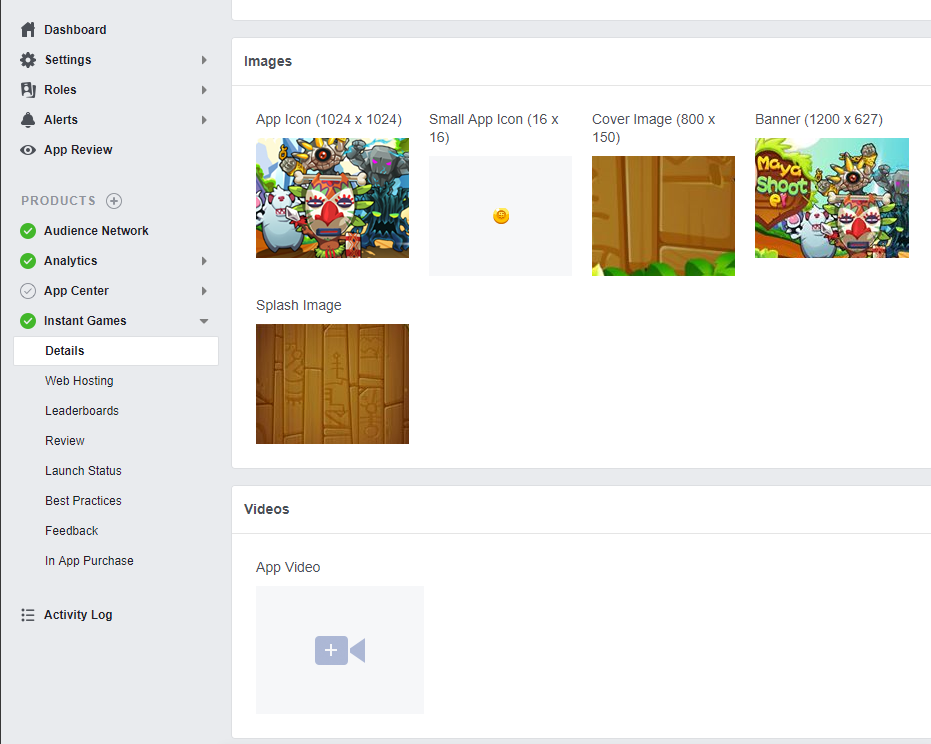 Dashboard
Settings
Roles
Alerts
App Review
PRODUCTS
Audience Network
Analytics
App Center
Instant Games
Details
Web Hosting
Leaderboards
Review
Launch Status
Best Practices
Feedback
In App Purchase
Activity Log
Images
App Icon (1024 x 1024)
Small App Icon (16 x
16)
Cover Image (800 x
150)
Banner (1200 x 627)
Maya
Shoot
Splash Image
Videos
App Video